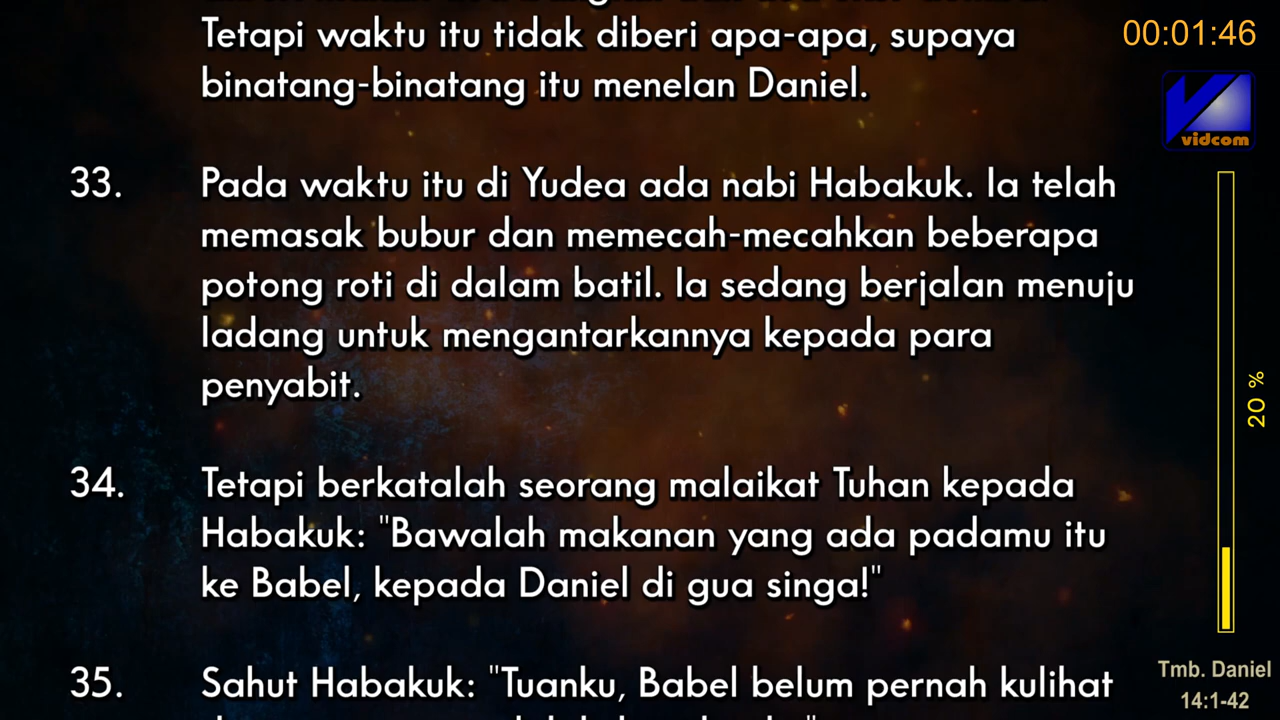 Tetapi waktu itu tidak diberi apa-apa, supaya
binatang-binatang itu menelan Daniel.
33. Pada waktu itu di Yudea ada nabi Habakuk. Ia telah
memasak bubur dan memecah-mecahkan beberapa
potong roti di dalam batil. Ia sedang berjalan menuju
ladang untuk mengantarkannya kepada para
penyabit.
34. Tetapi berkatalah seorang malaikat Tuhan kepada
Habakuk: "Bawalah makanan yang ada padamu itu
ke Babel, kepada Daniel di gua singa!"
35. Sahut Habakuk: "Tuanku, Babel belum pernah kulihat
00:01:46
vidcom
20 %
Tmb. Daniel
14:1-42